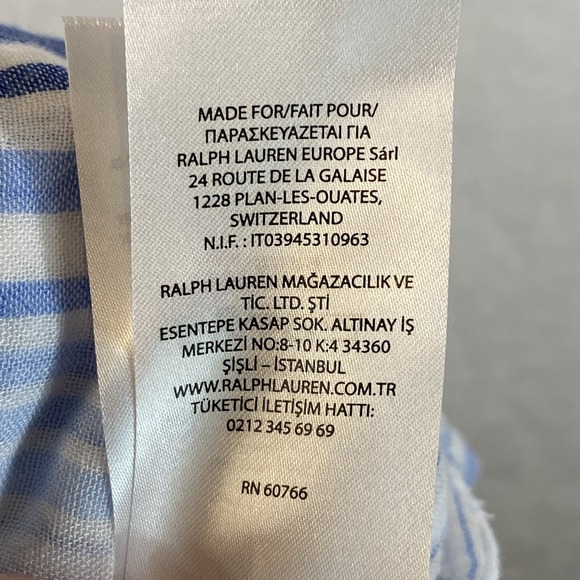 MADE FOR/FAIT POUR/
ΠΑΡΑΣΚΕΥΑΖΕΤΑΙ ΓΙΑ
RALPH LAUREN EUROPE Sárl
24 ROUTE DE LA GALAISE
1228 PLAN-LES-OUATES,
SWITZERLAND
N.I.F. : IT03945310963
RALPH LAUREN MAĞAZACILIK VE
TİC. LTD. ŞTİ
ESENTEPE KASAP SOK. ALTINAY İŞ
MERKEZİ NO:8-10 K:4 34360
ŞİŞLİ – İSTANBUL
WWW.RALPHLAUREN.COM.TR
TÜKETİCİ İLETİŞİM HATTI:
0212 345 69 69
RN 60766